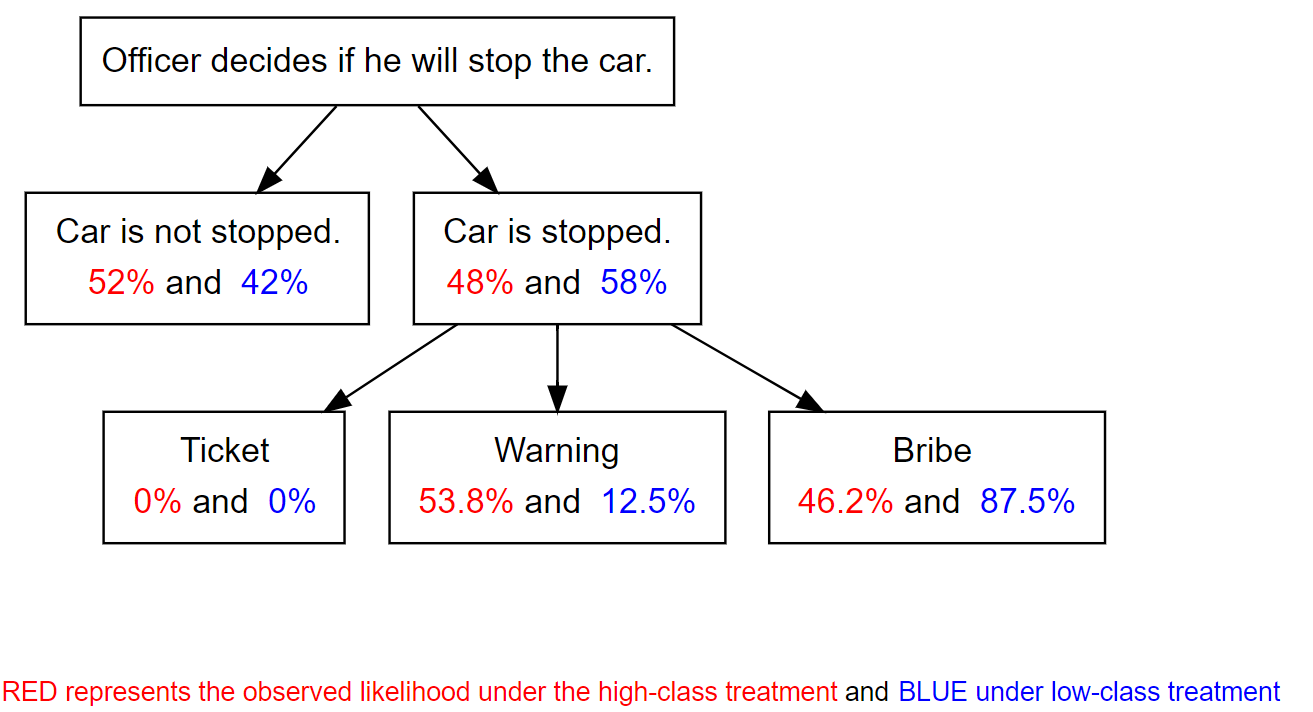 Officer decides if he will stop the car.
Car is not stopped.
52% and 42%
Car is stopped.
48% and 58%
Ticket
0% and 0%
Warning
53.8% and 12.5%
Bribe
46.2% and 87.5%
RED represents the observed likelihood under the high-class treatment and BLUE under low-class treatment